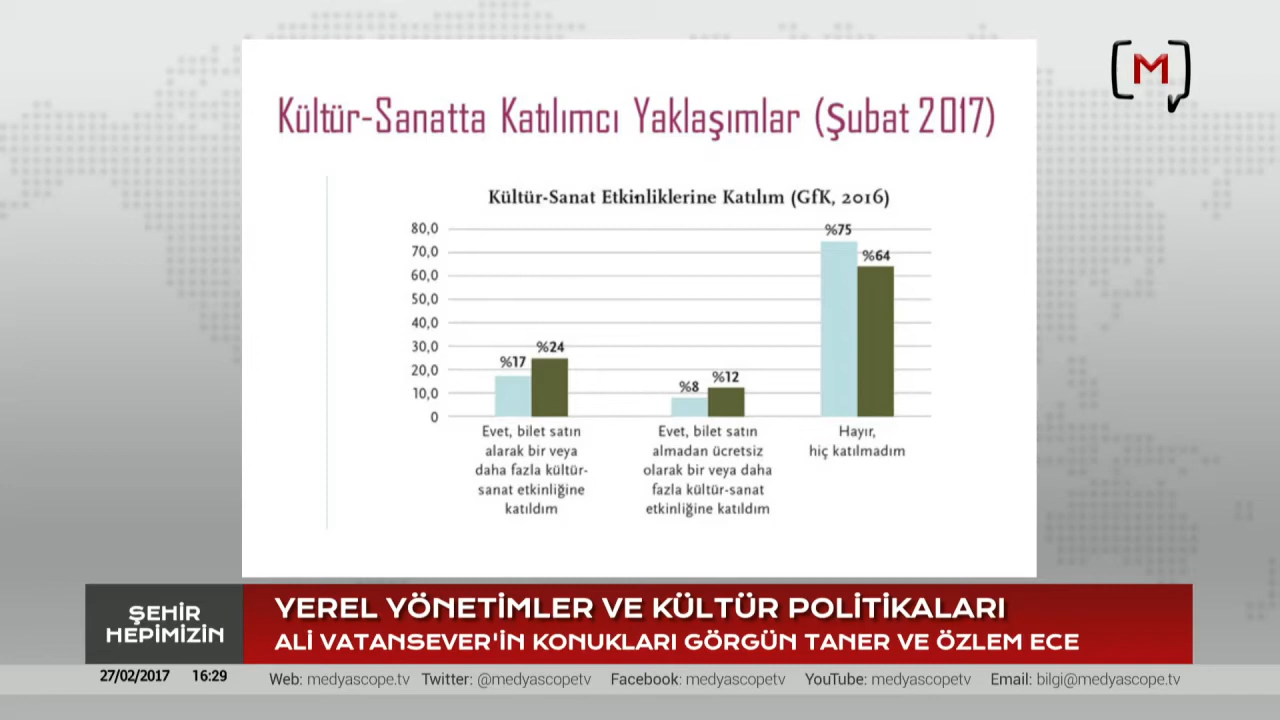 M
Kültür-Sanatta Katılımcı Yaklaşımlar (Şubat 2017)
Kültür-Sanat Etkinliklerine Katılım (GfK, 2016)
80,0
70,0
60,0
50,0
40,0
30,0
20,0
10,0
0
%17
%24
%8
%12
%75
%64
Evet, bilet satın
alarak bir veya
daha fazla kültür-
sanat etkinliğine
katıldım
Evet, bilet satın
almadan ücretsiz
olarak bir veya daha
fazla kültür-sanat
etkinliğine katıldım
Hayır,
hiç katılmadım
ŞEHİR
HEPİMİZİN
YEREL YÖNETİMLER VE KÜLTÜR POLİTİKALARI
ALİ VATANSEVER'İN KONUKLARI GÖRGÜN TANER VE ÖZLEM ECE
27/02/2017 16:29 Web: medyascope.tv Twitter: @medyascopetv Facebook: medyascopetv YouTube: medyascopetv Email: bilgi@medyascope.tv